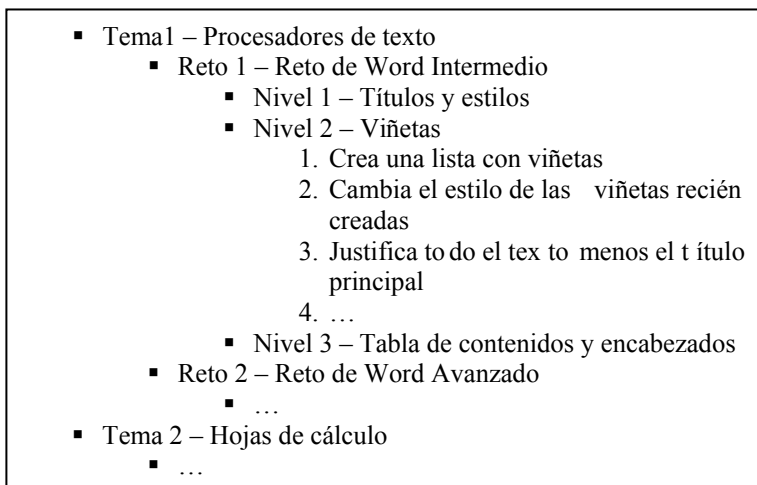 ▪ Tema1 – Procesadores de texto
▪ Reto 1 – Reto de Word Intermedio
▪ Nivel 1 – Títulos y estilos
▪ Nivel 2 – Viñetas
1. Crea una lista con viñetas
2. Cambia el estilo de las viñetas recién
creadas
3. Justifica to do el tex to menos el t ítulo
principal
4. …
▪ Nivel 3 – Tabla de contenidos y encabezados
▪ Reto 2 – Reto de Word Avanzado
▪ …
▪ Tema 2 – Hojas de cálculo
▪ …